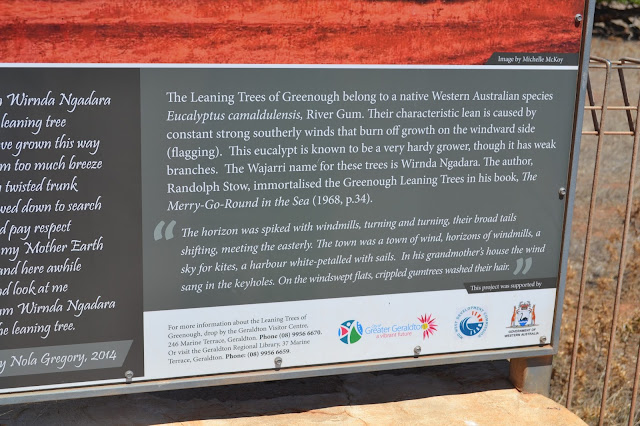 Image by Michelle McKoy
Wirnda Ngadara
leaning tree
ve grown this way
m too much breeze
twisted trunk
wed down to search
d pay respect
my Mother Earth
and here awhile
nd look at me
um Wirnda Ngadara
he leaning tree.
y Nola Gregory, 2014
The Leaning Trees of Greenough belong to a native Western Australian species
Eucalyptus camaldulensis, River Gum. Their characteristic lean is caused by
constant strong southerly winds that burn off growth on the windward side
(flagging). This eucalypt is known to be a very hardy grower, though it has weak
branches. The Wajarri name for these trees is Wirnda Ngadara. The author,
Randolph Stow, immortalised the Greenough Leaning Trees in his book, The
Merry-Go-Round in the Sea (1968, p.34).
“ The horizon was spiked with windmills, turning and turning, their broad tails
shifting, meeting the easterly. The town was a town of wind, horizons of windmills, a
sky for kites, a harbour white-petalled with sails. In his grandmother's house the wind
sang in the keyholes. On the windswept flats, crippled gumtrees washed their hair. ”
This project was supported by
For more information about the Leaning Trees of
Greenough, drop by the Geraldton Visitor Centre,
246 Marine Terrace, Geraldton. Phone (08) 9956 6670.
Or visit the Geraldton Regional Library, 37 Marine
Terrace, Geraldton. Phone: (08) 9956 6659.
City of
Greater Geraldton
a vibrant future
GOVERNMENT OF
WESTERN AUSTRALIA